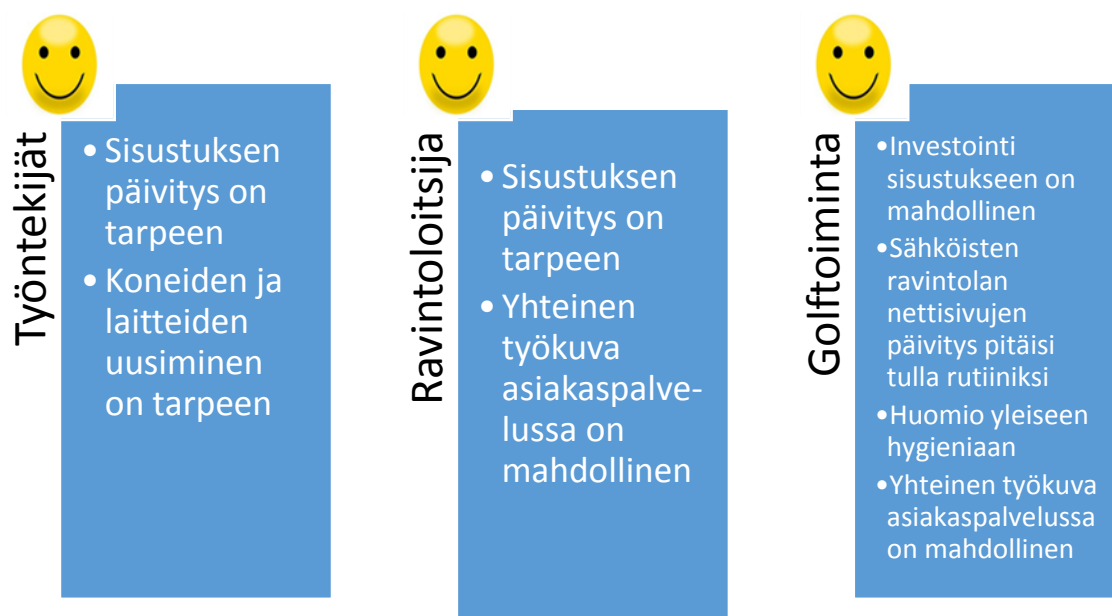 Työntekijät
• Sisustuksen
päivitys on
tarpeen
• Koneiden ja
laitteiden
uusiminen
on tarpeen
Ravintoloitsija
• Sisustuksen
päivitys on
tarpeen
• Yhteinen
työkuva
asiakaspalve-
lussa on
mahdollinen
Golftoiminta
•Investointi
sisustukseen on
mahdollinen
•Sähköisten
ravintolan
nettisivujen
päivitys pitäisi
tulla rutiiniksi
•Huomio yleiseen
hygieniaan
•Yhteinen työkuva
asiakaspalvelussa
on mahdollinen